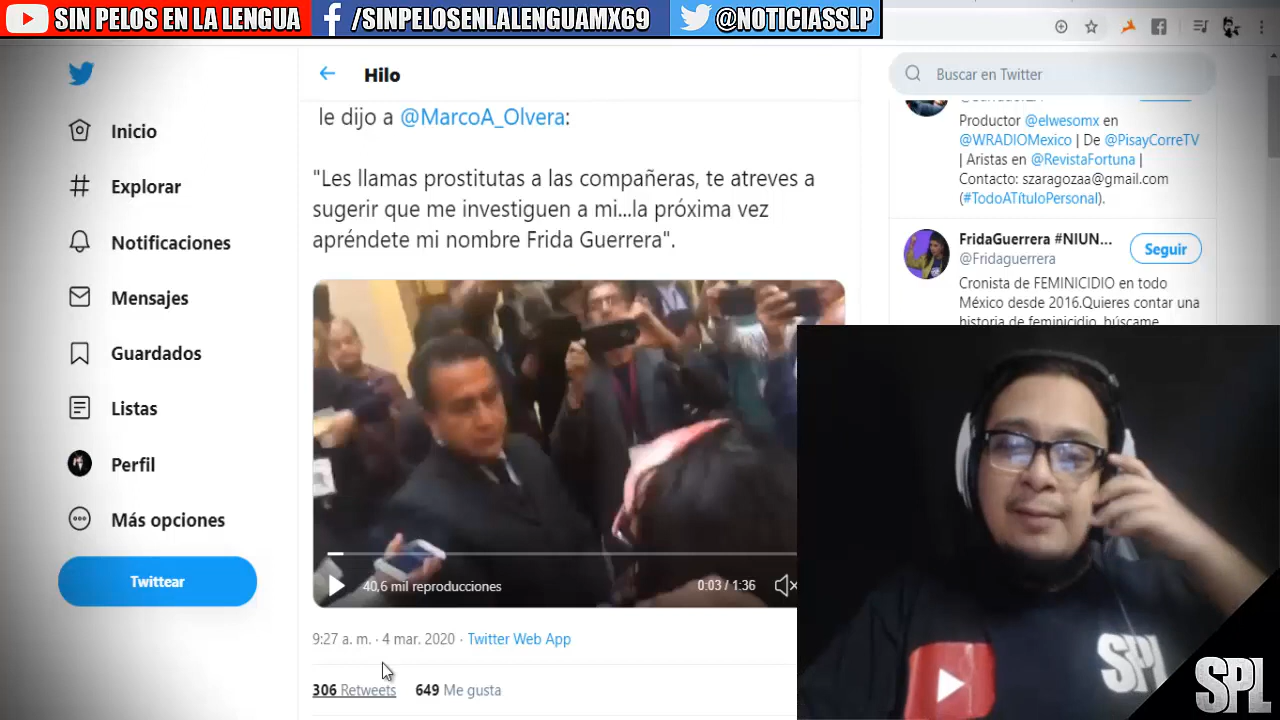 SIN PELOS EN LA LENGUA
/SINPELOSENLALENGUAMX69
@NOTICIASSLP
Inicio
Explorar
Notificaciones
Mensajes
Guardados
Listas
Perfil
Más opciones
Twittear
Hilo
le dijo a @MarcoA_Olvera:
"Les llamas prostitutas a las compañeras, te atreves a
sugerir que me investiguen a mi...la próxima vez
apréndete mi nombre Frida Guerrera".
40,6 mil reproducciones
0:03 / 1:36
9:27 a. m. · 4 mar. 2020 · Twitter Web App
306 Retweets 649 Me gusta
Buscar en Twitter
Productor @elwesomx en
@WRADIOMexico | De @PisayCorreTV
| Aristas en @RevistaFortuna |
Contacto: szaragozaa@gmail.com
(#TodoATítuloPersonal).
FridaGuerrera #NIUN...
@Fridaguerrera
Seguir
Cronista de FEMINICIDIO en todo
México desde 2016.Quieres contar una
historia de feminicidio, búscame
SPL
SPL